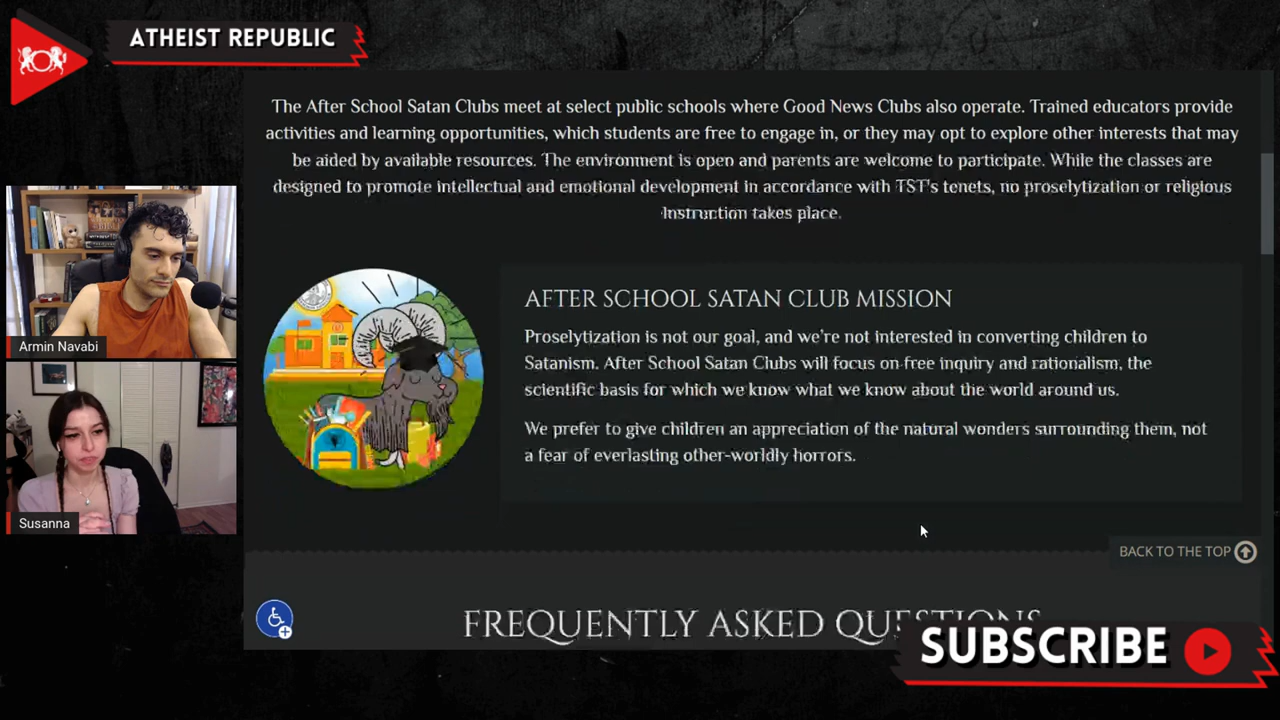 ATHEIST REPUBLIC
The After School Satan Clubs meet at select public schools where Good News Clubs also operate. Trained educators provide
activities and learning opportunities, which students are free to engage in, or they may opt to explore other interests that may
be aided by available resources. The environment is open and parents are welcome to participate. While the classes are
designed to promote intellectual and emotional development in accordance with TST's tenets, no proselytization or religious
instruction takes place.
Armin Navabi
Susanna
AFTER SCHOOL SATAN CLUB MISSION
Proselytization is not our goal, and we're not interested in converting children to
Satanism. After School Satan Clubs will focus on free inquiry and rationalism, the
scientific basis for which we know what we know about the world around us.
We prefer to give children an appreciation of the natural wonders surrounding them, not
a fear of everlasting other-worldly horrors.
BACK TO THE TOP
FREQUENTLY ASKED QUESTIONS
SUBSCRIBE